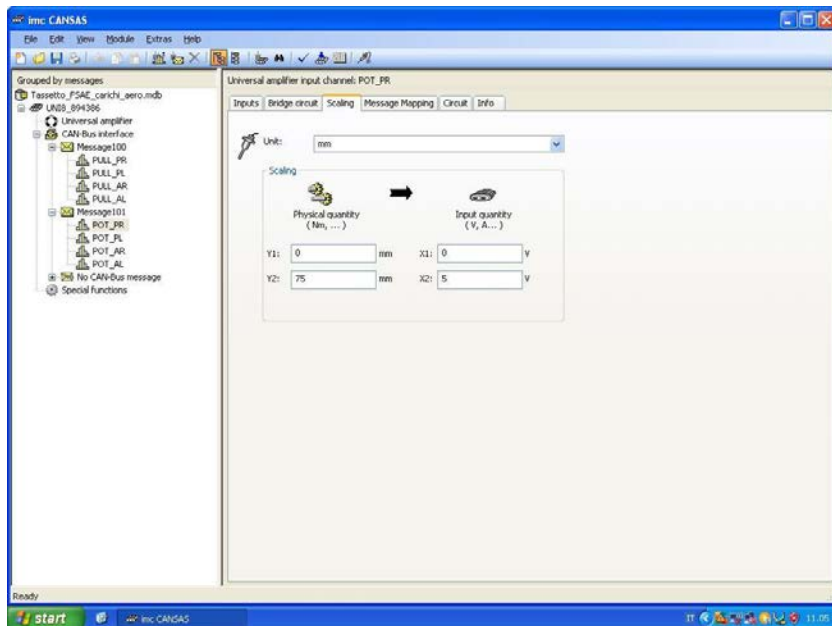 imc CANSAS
File Edit View Module Extras Help
Grouped by messages
Tassetto_FSAE_carichi_aero.mdb
UNI8_894386
Universal amplifier
CAN-Bus interface
Message100
PULL_PR
PULL_PL
PULL_AR
PULL_AL
Message101
POT_PR
POT_PL
POT_AR
POT_AL
No CAN-Bus message
Special functions
Universal amplifier input channel: POT_PR
Inputs Bridge circuit Scaling Message Mapping Circuit Info
Unit: mm
Scaling
Physical quantity Input quantity
( Nm, ... ) ( V, A... )
Y1: 0 mm X1: 0 V
Y2: 75 mm X2: 5 V
Ready
start imc CANSAS IT 11.05